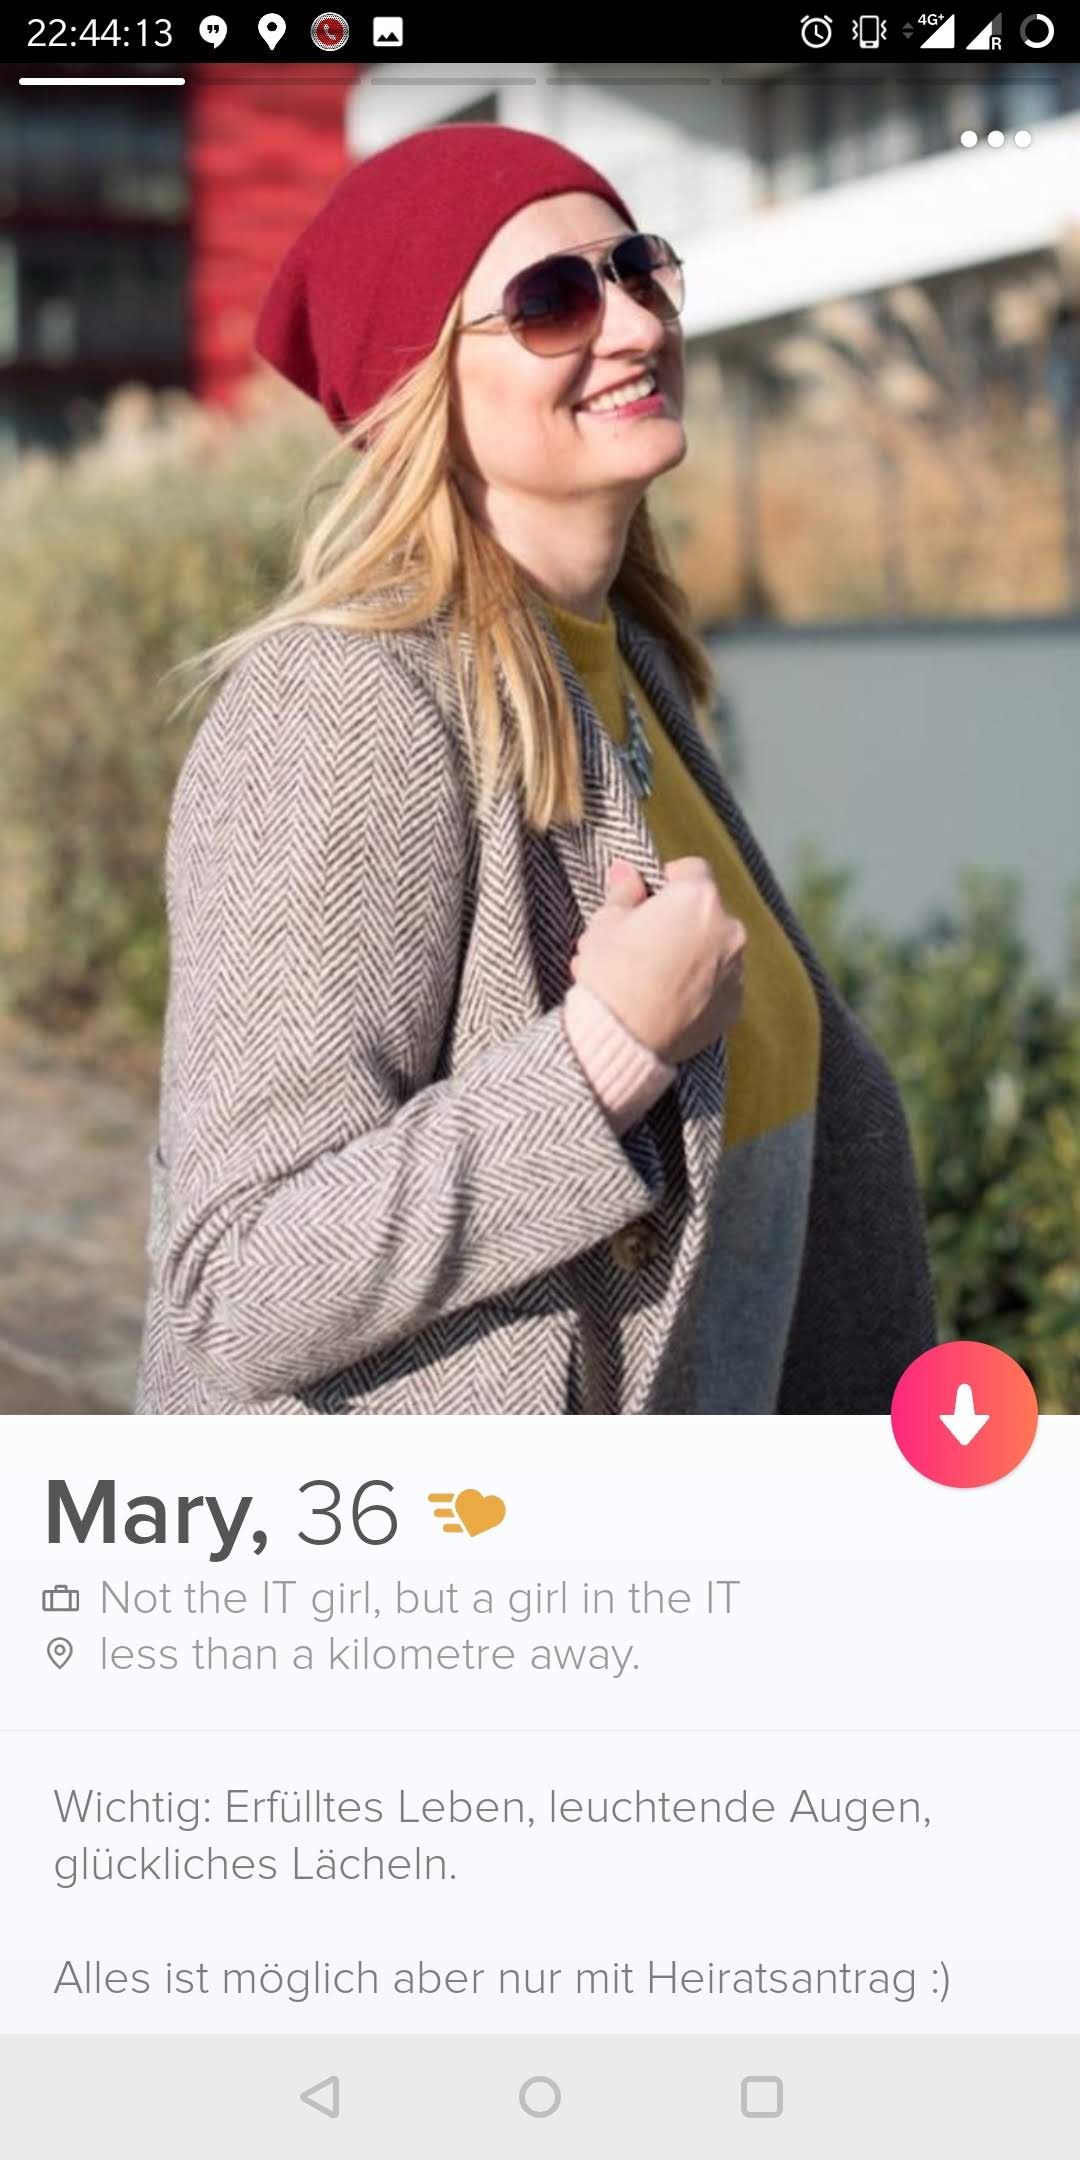 22:44:13
4G+
R
Mary, 36
Not the IT girl, but a girl in the IT
less than a kilometre away.
Wichtig: Erfülltes Leben, leuchtende Augen,
glückliches Lächeln.
Alles ist möglich aber nur mit Heiratsantrag :)